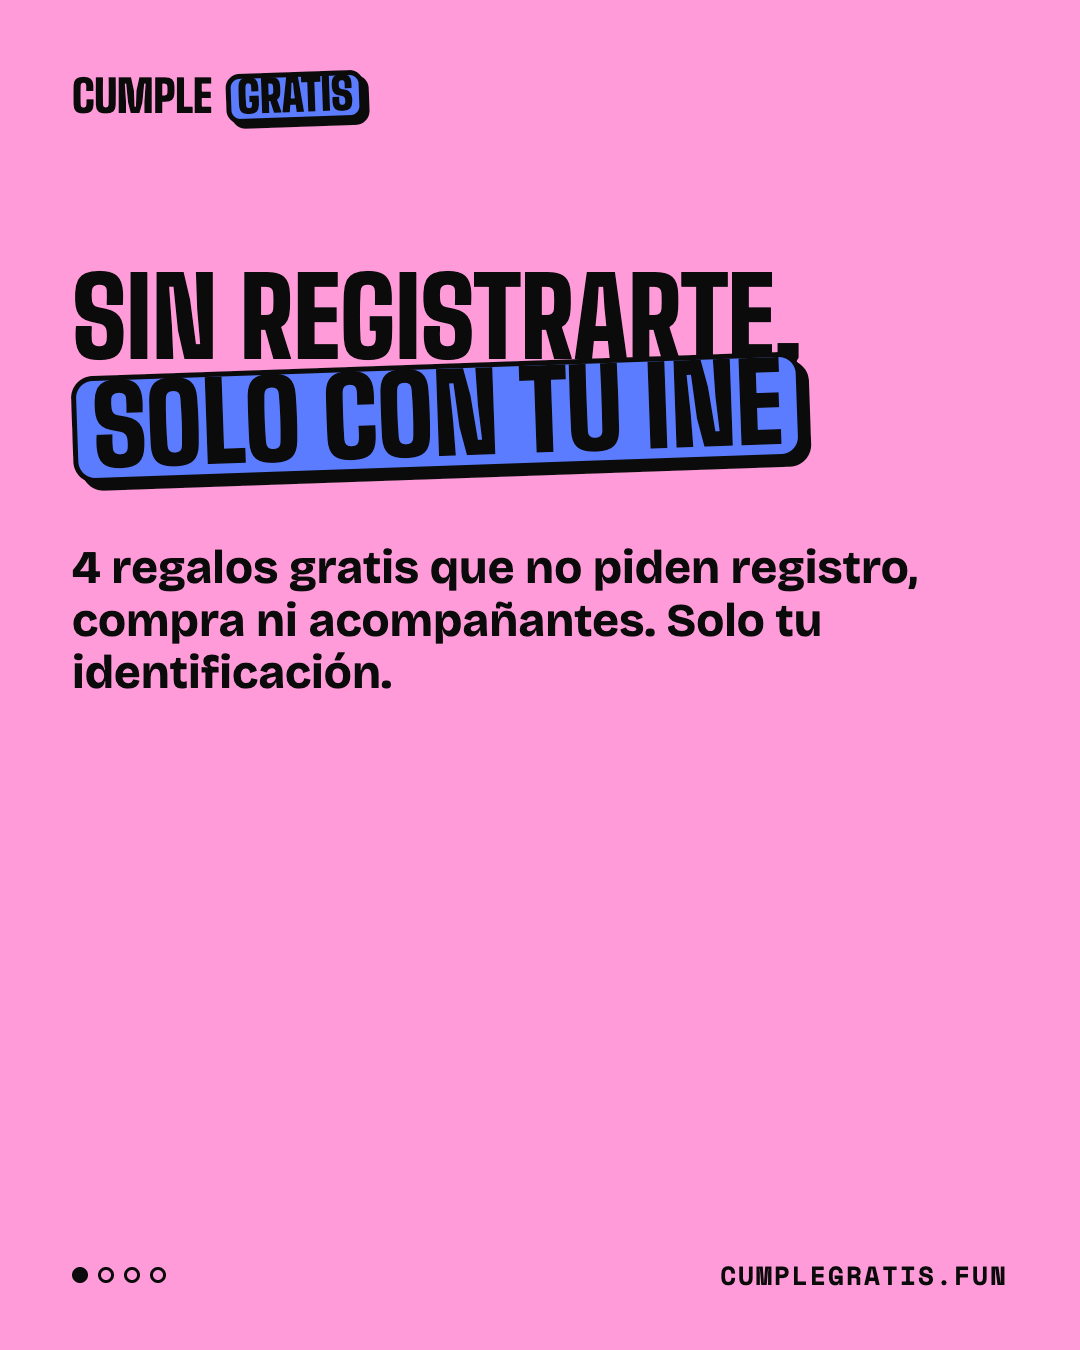 CUMPLE GRATIS
SIN REGISTRARTE.
SOLO CON TU INE
4 regalos gratis que no piden registro,
compra ni acompañantes. Solo tu
identificación.
CUMPLEGRATIS.FUN